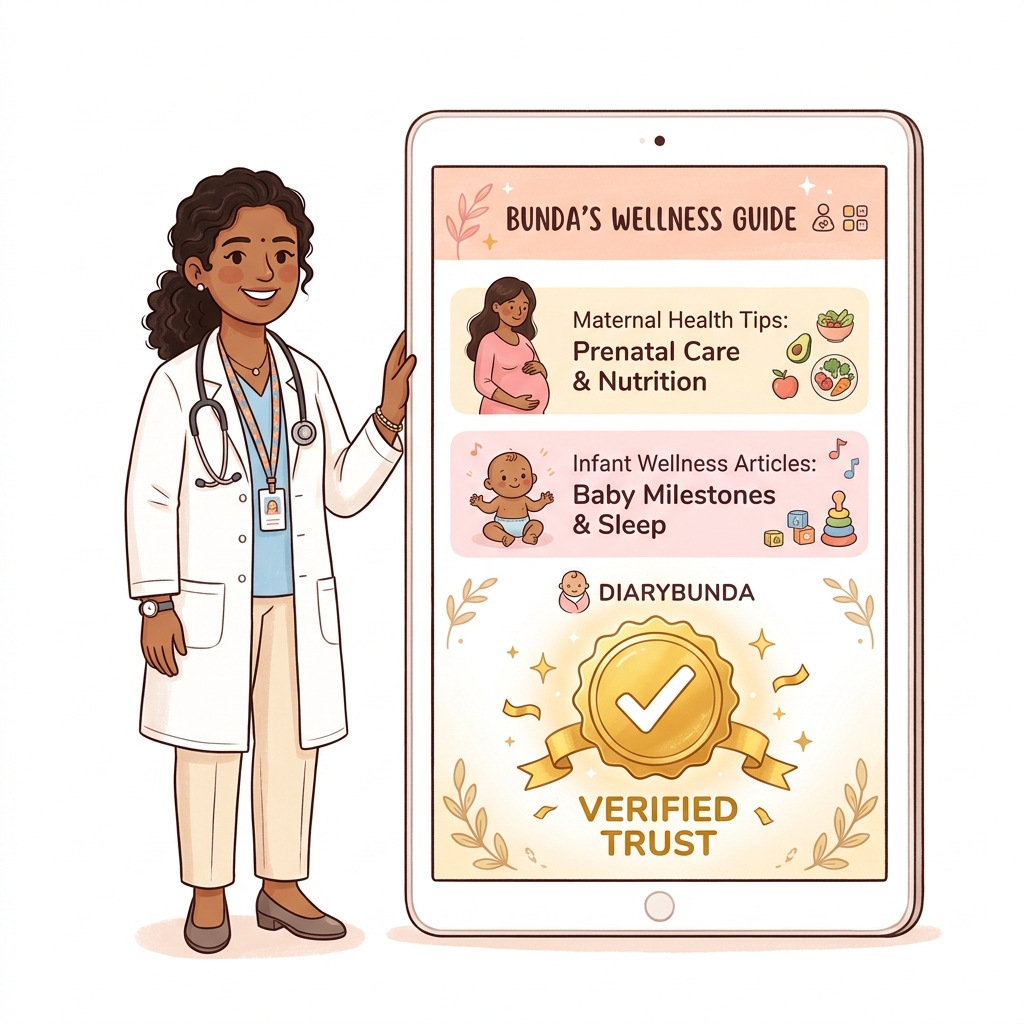 BUNDA'S WELLNESS GUIDE
Maternal Health Tips:
Prenatal Care
& Nutrition
Infant Wellness Articles:
Baby Milestones
& Sleep
DIARYBUNDA
VERIFIED
TRUST